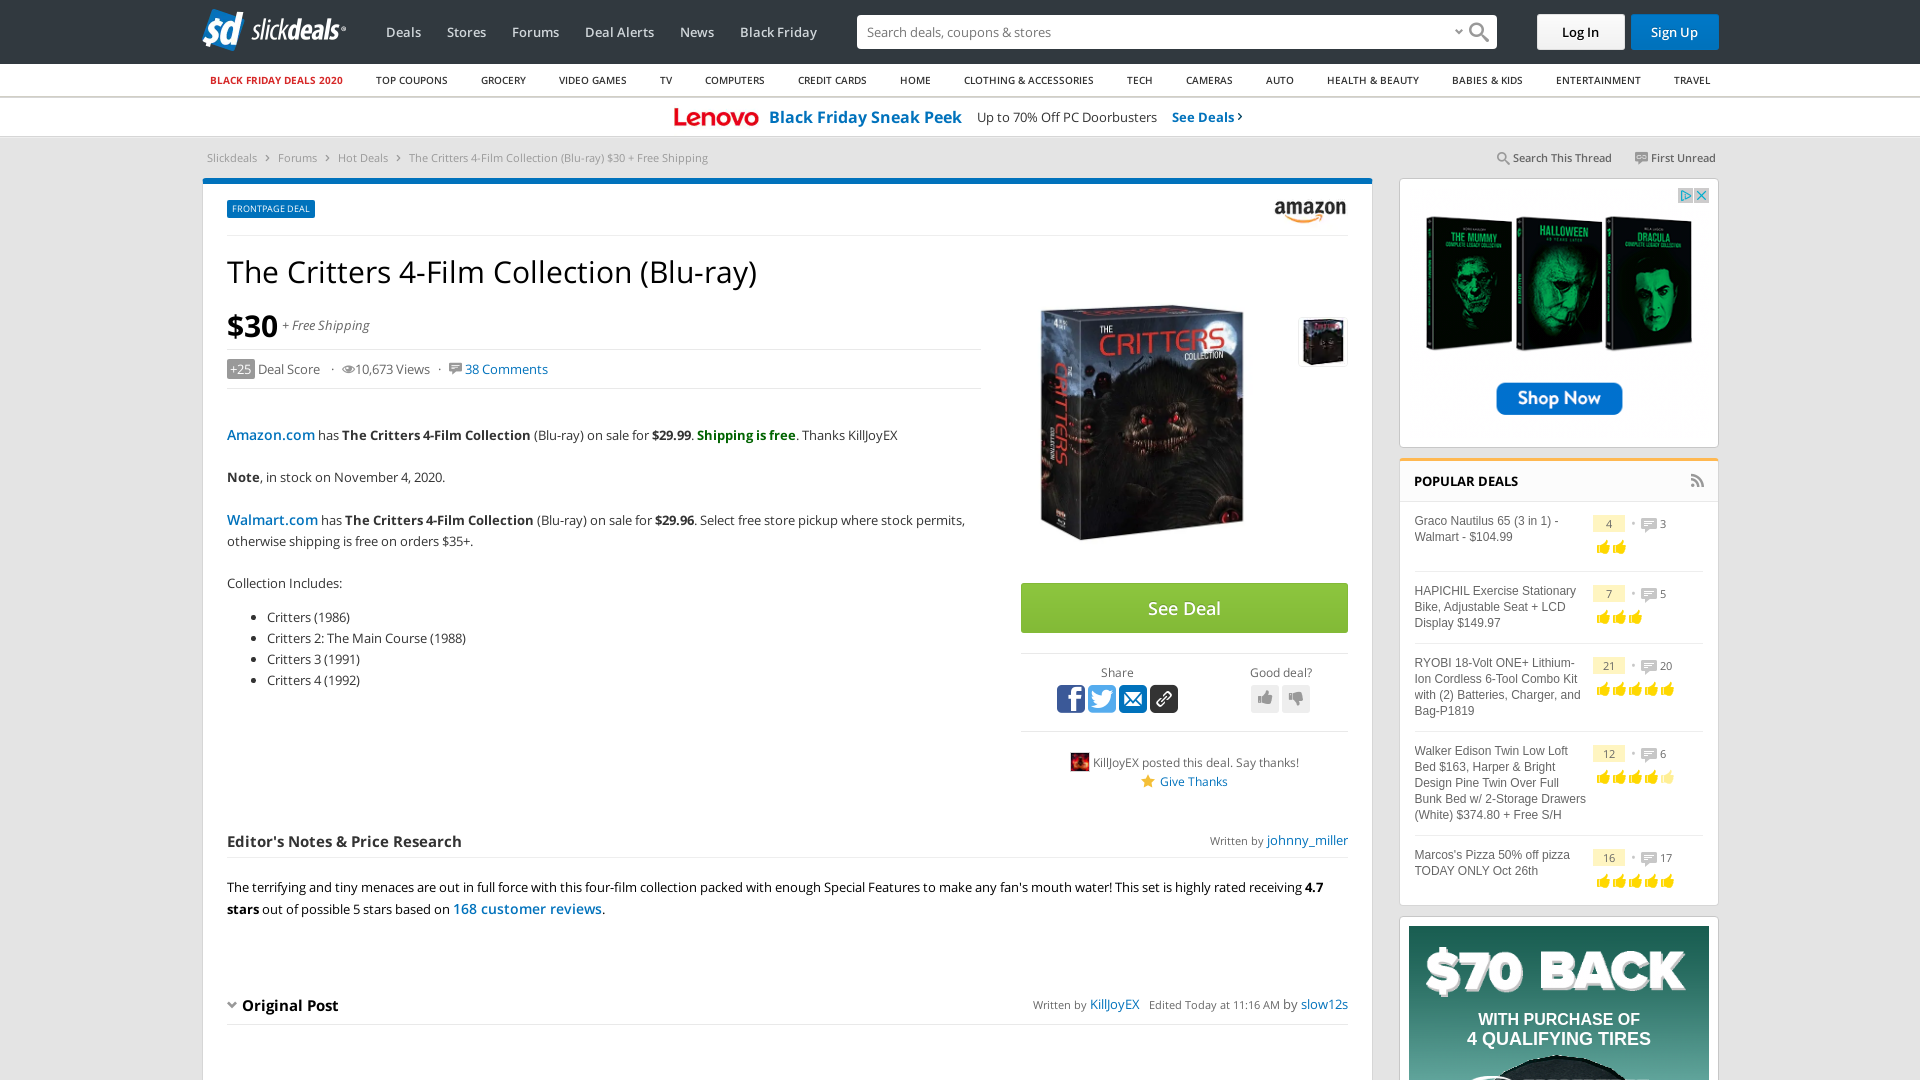 sd slickdeals
Deals Stores Forums Deal Alerts News Black Friday
Search deals, coupons & stores
Log In Sign Up
BLACK FRIDAY DEALS 2020 TOP COUPONS GROCERY VIDEO GAMES TV COMPUTERS CREDIT CARDS HOME CLOTHING & ACCESSORIES TECH CAMERAS AUTO HEALTH & BEAUTY BABIES & KIDS ENTERTAINMENT TRAVEL
Lenovo Black Friday Sneak Peek Up to 70% Off PC Doorbusters See Deals
Slickdeals Forums Hot Deals The Critters 4-Film Collection (Blu-ray) $30 + Free Shipping
Search This Thread First Unread
FRONTPAGE DEAL
amazon
The Critters 4-Film Collection (Blu-ray)
$30 + Free Shipping
+25 Deal Score · 10,673 Views · 38 Comments
Amazon.com has The Critters 4-Film Collection (Blu-ray) on sale for $29.99. Shipping is free. Thanks KillJoyEX
Note, in stock on November 4, 2020.
Walmart.com has The Critters 4-Film Collection (Blu-ray) on sale for $29.96. Select free store pickup where stock permits,
otherwise shipping is free on orders $35+.
Collection Includes:
Critters (1986)
Critters 2: The Main Course (1988)
Critters 3 (1991)
Critters 4 (1992)
THE
CRITTERS
COLLECTION
THE
CRITTERS
COLLECTION
See Deal
Share
Good deal?
KillJoyEX posted this deal. Say thanks!
Give Thanks
Editor's Notes & Price Research
Written by johnny_miller
The terrifying and tiny menaces are out in full force with this four-film collection packed with enough Special Features to make any fan's mouth water! This set is highly rated receiving 4.7
stars out of possible 5 stars based on 168 customer reviews.
Original Post
Written by KillJoyEX Edited Today at 11:16 AM by slow12s
THE MUMMY
COMPLETE LEGACY COLLECTION
HALLOWEEN
DRACULA
COMPLETE LEGACY COLLECTION
Shop Now
POPULAR DEALS
Graco Nautilus 65 (3 in 1) -
Walmart - $104.99
4 • 3
HAPICHIL Exercise Stationary
Bike, Adjustable Seat + LCD
Display $149.97
7 • 5
RYOBI 18-Volt ONE+ Lithium-
Ion Cordless 6-Tool Combo Kit
with (2) Batteries, Charger, and
Bag-P1819
21 • 20
Walker Edison Twin Low Loft
Bed $163, Harper & Bright
Design Pine Twin Over Full
Bunk Bed w/ 2-Storage Drawers
(White) $374.80 + Free S/H
12 • 6
Marcos's Pizza 50% off pizza
TODAY ONLY Oct 26th
16 • 17
$70 BACK
WITH PURCHASE OF
4 QUALIFYING TIRES